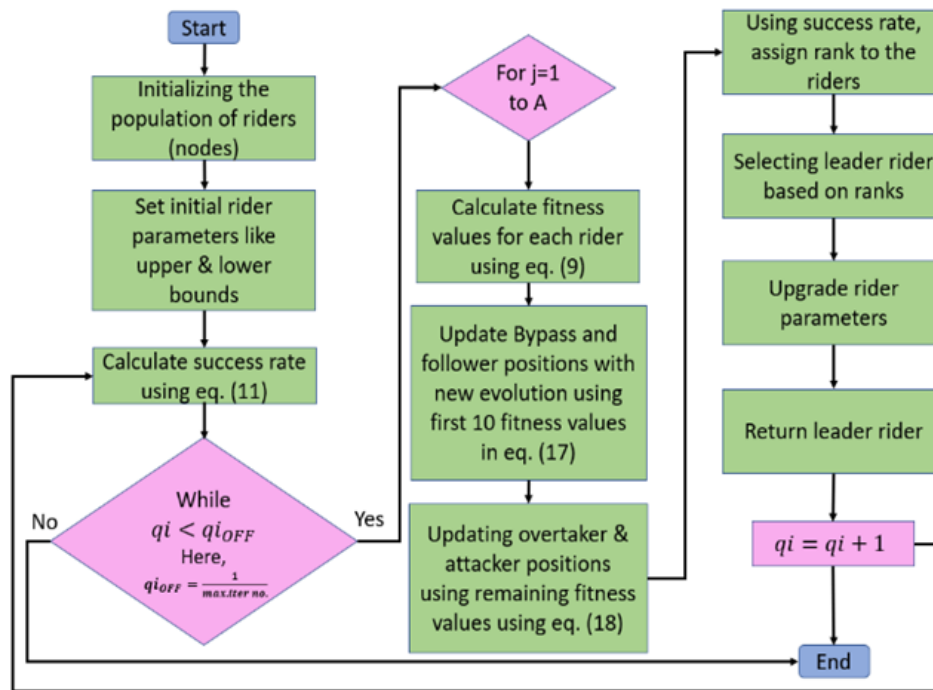 Start
Initializing the
population of riders
(nodes)
Set initial rider
parameters like
upper & lower
bounds
Calculate success rate
using eq. (11)
While
qi < qi_OFF
Here,
qi_OFF = 1 / max.iter no.
No
Yes
For j=1
to A
Calculate fitness
values for each rider
using eq. (9)
Update Bypass and
follower positions with
new evolution using
first 10 fitness values
in eq. (17)
Updating overtaker &
attacker positions
using remaining fitness
values using eq. (18)
Using success rate,
assign rank to the
riders
Selecting leader rider
based on ranks
Upgrade rider
parameters
Return leader rider
qi = qi + 1
End